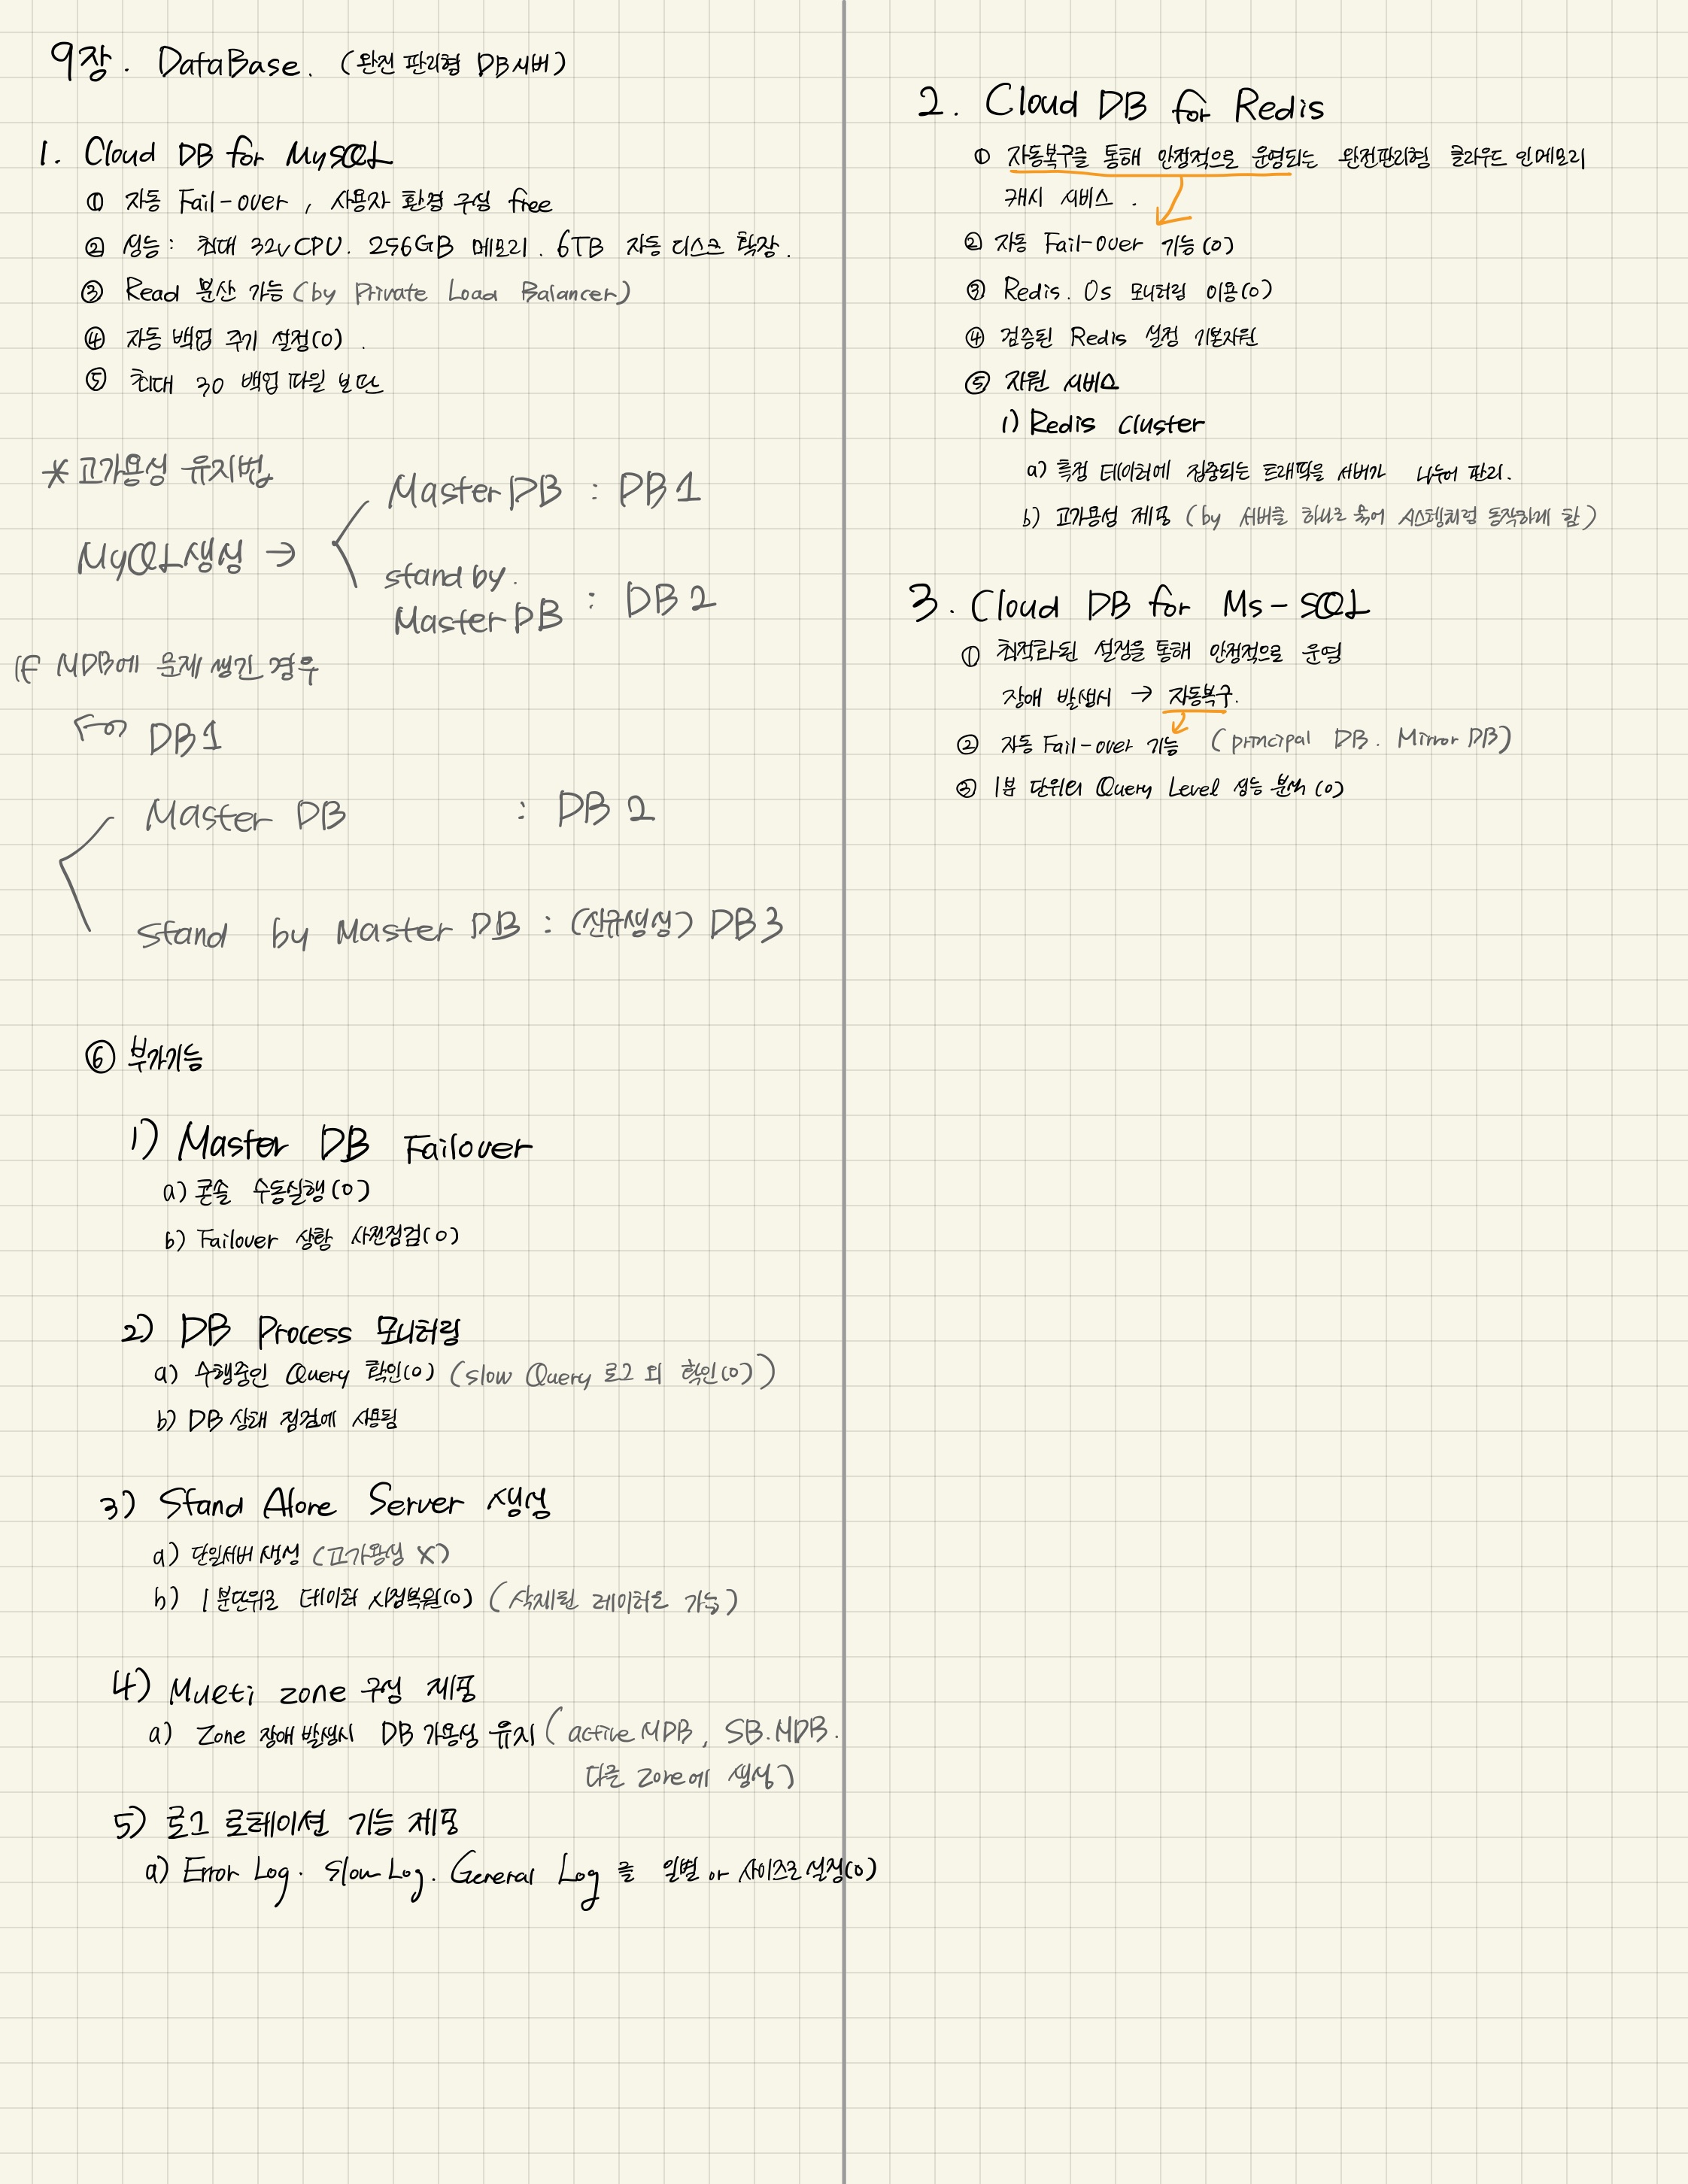 9장. DataBase. (완전 관리형 DB서버)
1. Cloud DB for MySQL
① 자동 Fail-over, 사용자 환경 구성 free
② 성능: 최대 32vCPU. 256GB 메모리. 6TB 자동 디스크 확장.
③ Read 분산 가능 (by Private Load Balancer)
④ 자동 백업 주기 설정(O).
⑤ 최대 30 백업 파일 보관
* 고가용성 유지법
MyQL생성 →
Master DB : DB1
stand by.
Master DB : DB2
if MDB에 문제 생긴 경우
DB1
Master DB : DB2
Stand by Master DB : (신규생성) DB3
⑥ 부가기능
1) Master DB Failover
a) 콘솔 수동실행(O)
b) Failover 상황 사전점검(O)
2) DB Process 모니터링
a) 수행중인 Query 확인(O) (slow Query 로그 외 확인(O))
b) DB 상태 점검에 사용됨
3) Stand Alone Server 생성
a) 단일서버 생성 (고가용성 X)
b) 1분단위로 데이터 시점복원(O) (삭제된 데이터도 가능)
4) Multi zone 구성 제공
a) Zone 장애 발생시 DB 가용성 유지 (active MDB, SB.MDB.
다른 Zone에 생성)
5) 로그 로테이션 기능 제공
a) Error Log. Slow Log. General Log 를 일별 or 사이즈로 설정(O)
2. Cloud DB for Redis
① 자동복구를 통해 안정적으로 운영되는 완전관리형 클라우드 인메모리
캐시 서비스.
② 자동 Fail-over 기능(O)
③ Redis. Os 모니터링 이용(O)
④ 검증된 Redis 설정 기본지원
⑤ 지원 서비스
1) Redis Cluster
a) 특정 데이터에 집중되는 트래픽을 서버가 나누어 관리.
b) 고가용성 제공 (by 서버를 하나로 묶어 시스템처럼 동작하게 함)
3. Cloud DB for Ms-SQL
① 최적화된 설정을 통해 안정적으로 운영
장애 발생시 → 자동복구.
② 자동 Fail-over 기능 (principal DB. Mirror DB)
③ 1분 단위의 Query Level 성능 분석(O)